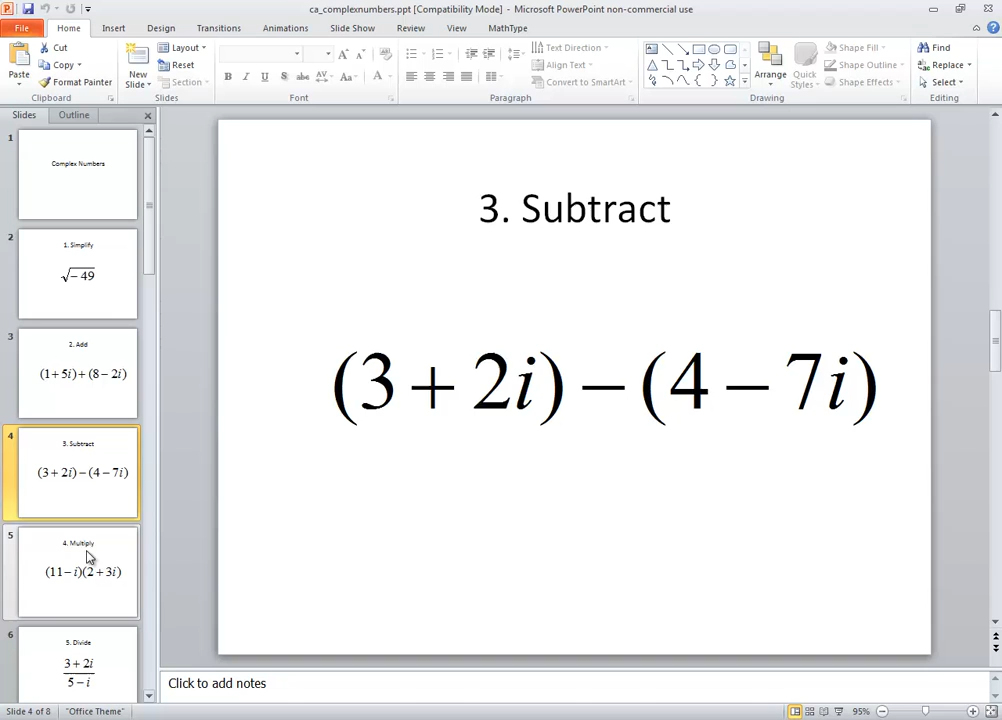 ca_complexnumbers.ppt [Compatibility Mode] - Microsoft PowerPoint non-commercial use
File Home Insert Design Transitions Animations Slide Show Review View MathType
Paste
Cut
Copy
Format Painter
Clipboard
New Slide
Layout
Reset
Section
Slides
B I U S abc AV Aa A
Font
Text Direction
Align Text
Convert to SmartArt
Paragraph
Arrange
Quick Styles
Shape Fill
Shape Outline
Shape Effects
Drawing
Find
Replace
Select
Editing
Slides Outline
1
Complex Numbers
2
1. Simplify
√−49
3
2. Add
(1+5i)+(8−2i)
4
3. Subtract
(3+2i)−(4−7i)
5
4. Multiply
(11−i)(2+3i)
6
5. Divide
3+2i
5−i
3. Subtract
(3+2i)−(4−7i)
Click to add notes
Slide 4 of 8 "Office Theme" 95%